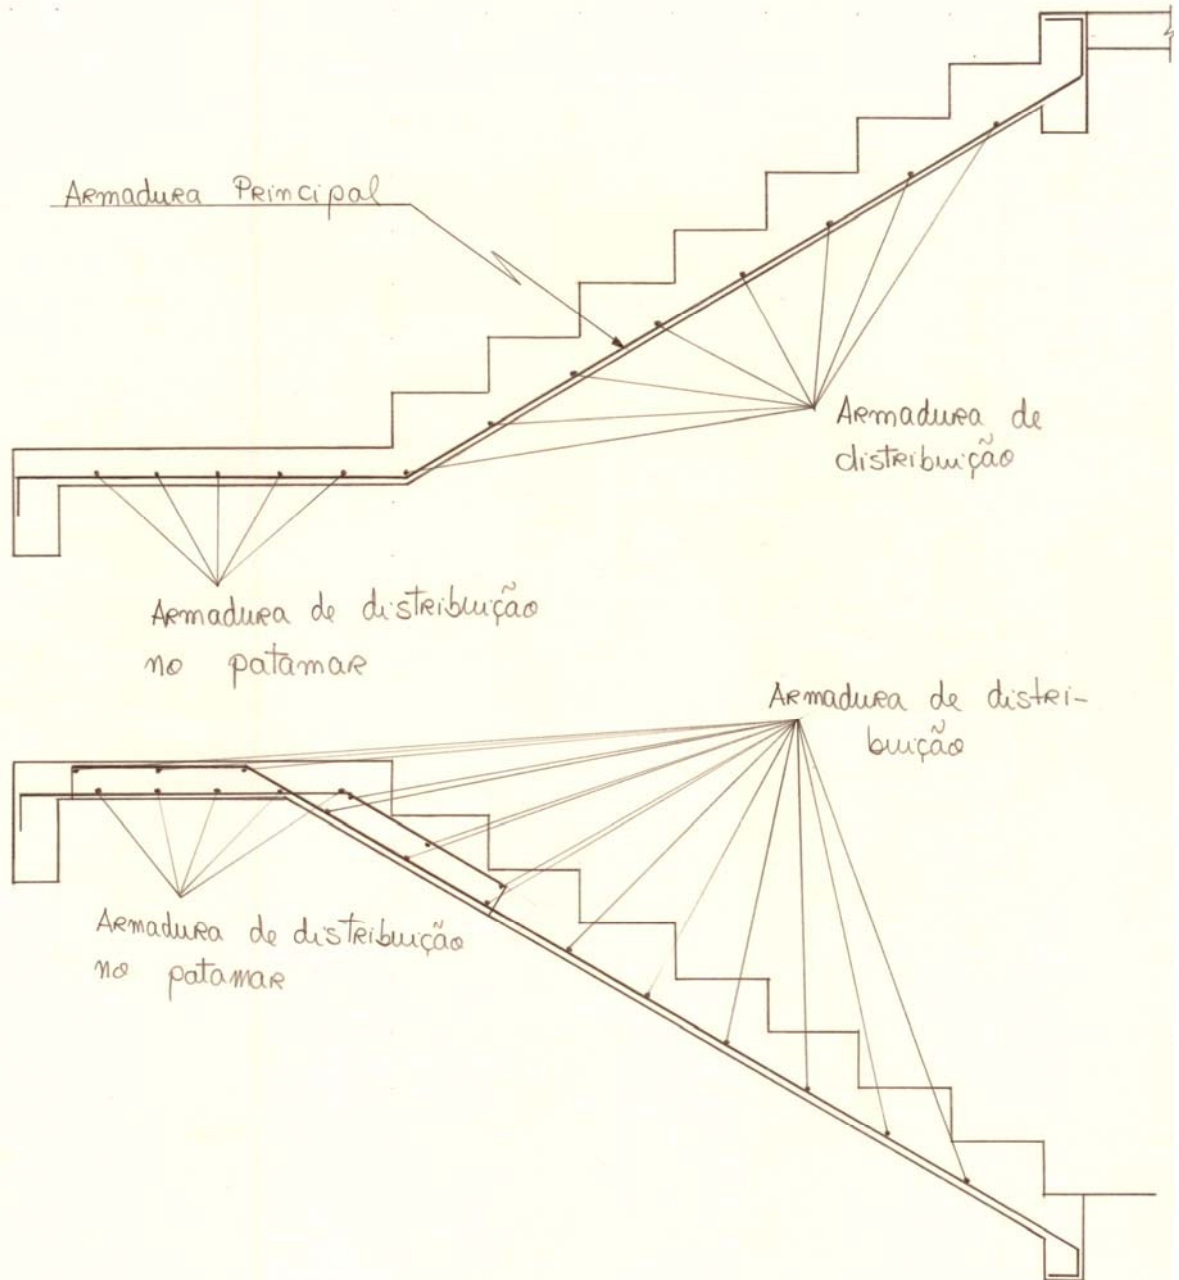 Armadura Principal
Armadura de
distribuição
Armadura de distribuição
no patamar
Armadura de distri-
buição
Armadura de distribuição
no patamar